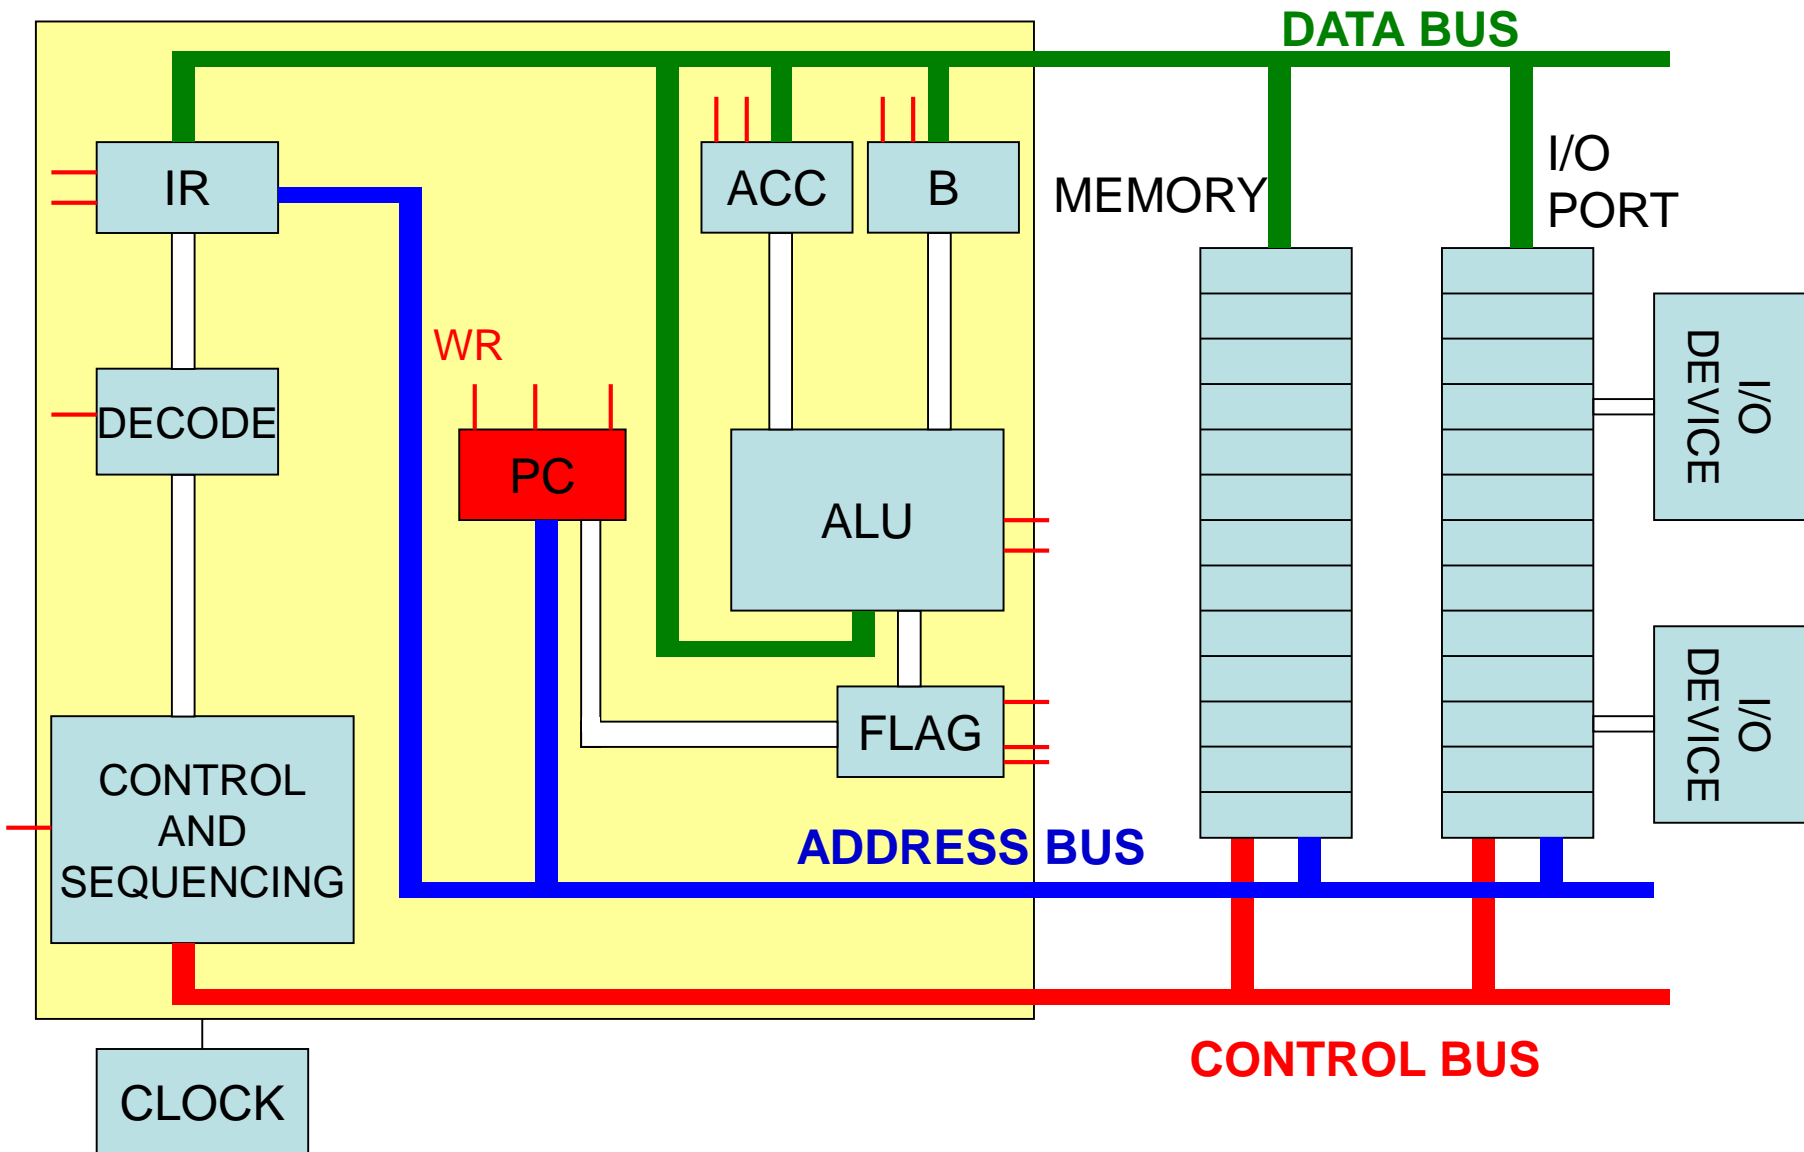 DATA BUS
IR
ACC
B
MEMORY
I/O
PORT
WR
DECODE
PC
ALU
I/O
DEVICE
FLAG
I/O
DEVICE
CONTROL
AND
SEQUENCING
ADDRESS BUS
CONTROL BUS
CLOCK